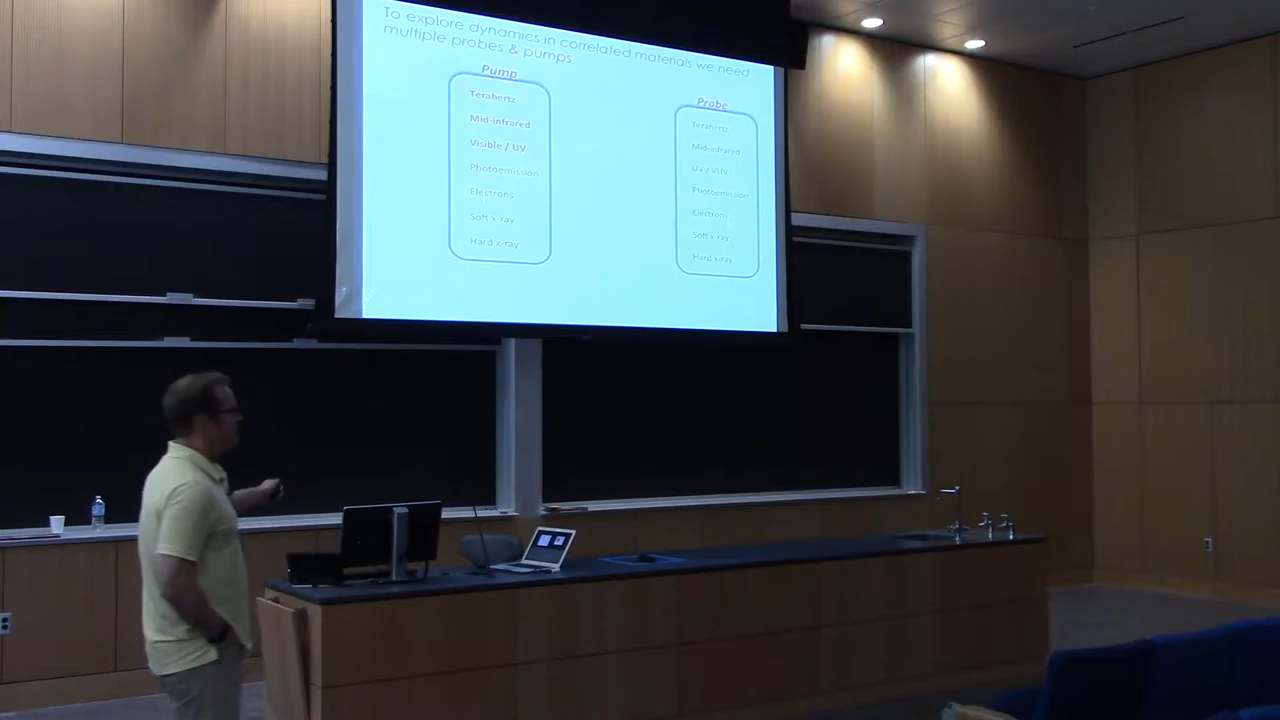 To explore dynamics in correlated materials we need
multiple probes & pumps
Pump
Terahertz
Mid-infrared
Visible / UV
Photoemission
Electrons
Soft x-ray
Hard x-ray
Probe
Terahertz
Mid-infrared
UV / VUV
Photoemission
Electrons
Soft x-ray
Hard x-ray